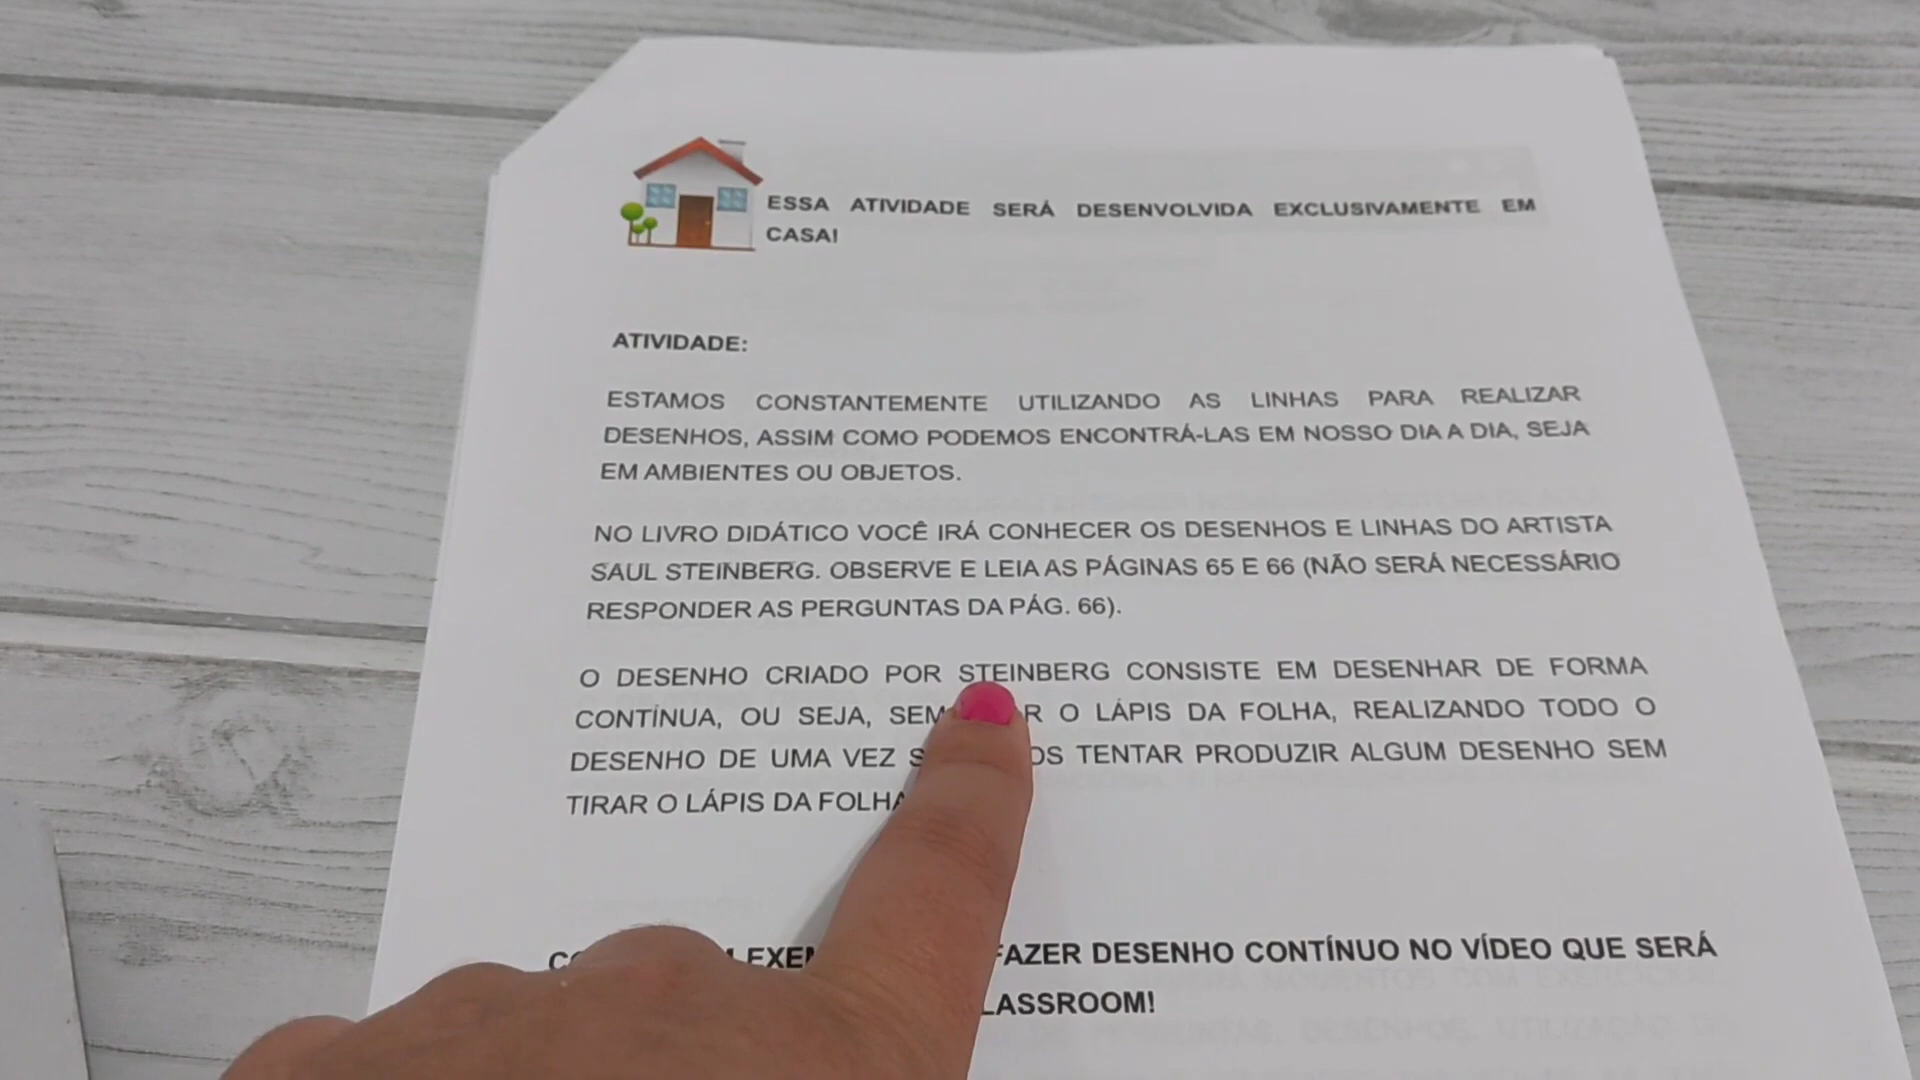 ESSA ATIVIDADE SERÁ DESENVOLVIDA EXCLUSIVAMENTE EM
CASA!
ATIVIDADE:
ESTAMOS CONSTANTEMENTE UTILIZANDO AS LINHAS PARA REALIZAR
DESENHOS, ASSIM COMO PODEMOS ENCONTRÁ-LAS EM NOSSO DIA A DIA, SEJA
EM AMBIENTES OU OBJETOS.
NO LIVRO DIDÁTICO VOCÊ IRÁ CONHECER OS DESENHOS E LINHAS DO ARTISTA
SAUL STEINBERG. OBSERVE E LEIA AS PÁGINAS 65 E 66 (NÃO SERÁ NECESSÁRIO
RESPONDER AS PERGUNTAS DA PÁG. 66).
O DESENHO CRIADO POR STEINBERG CONSISTE EM DESENHAR DE FORMA
CONTÍNUA, OU SEJA, SEM O LÁPIS DA FOLHA, REALIZANDO TODO O
DESENHO DE UMA VEZ TENTAR PRODUZIR ALGUM DESENHO SEM
TIRAR O LÁPIS DA FOLHA
FAZER DESENHO CONTÍNUO NO VÍDEO QUE SERÁ
CLASSROOM!